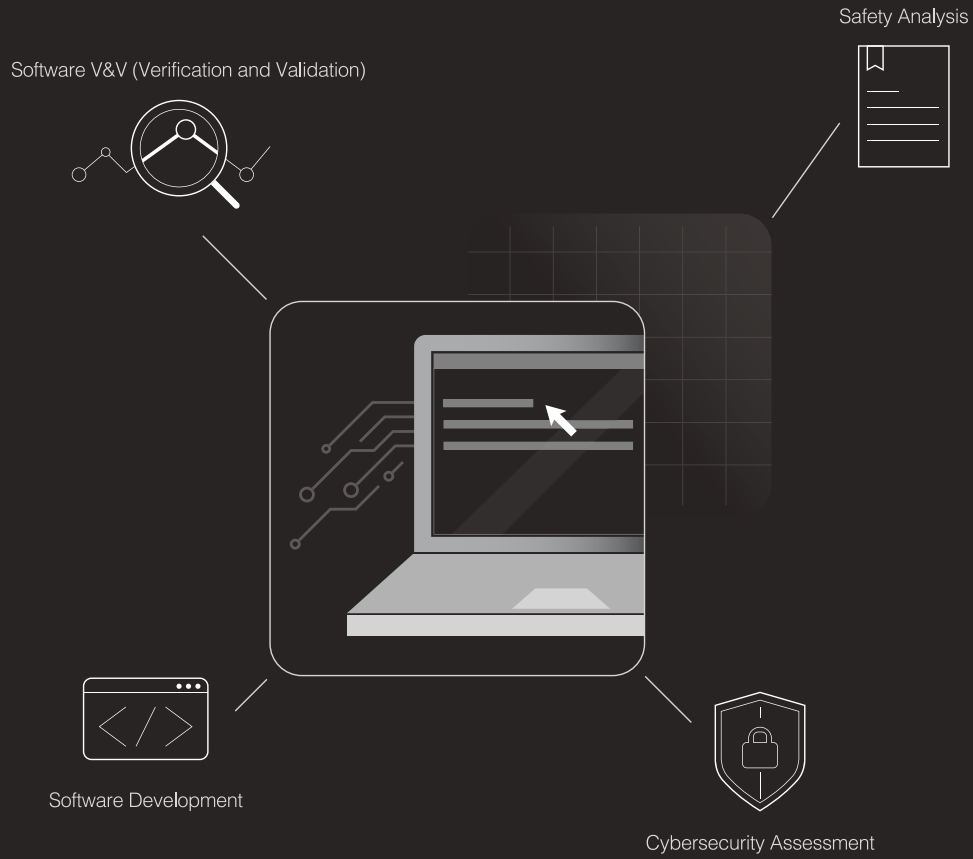 Safety Analysis
Software V&V (Verification and Validation)
Software Development
Cybersecurity Assessment